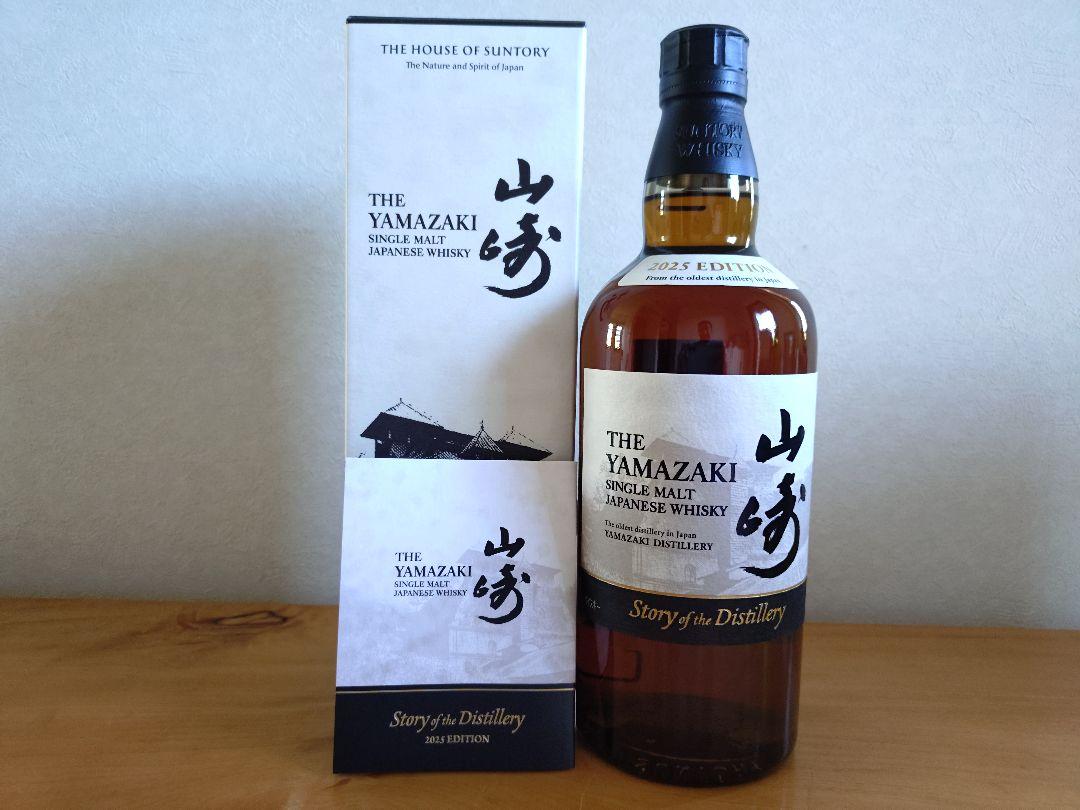 THE HOUSE OF SUNTORY
The Nature and Spirit of Japan
THE
YAMAZAKI
SINGLE MALT
JAPANESE WHISKY
山崎
THE
YAMAZAKI
SINGLE MALT
JAPANESE WHISKY
山崎
Story of the Distillery
2025 EDITION
SUNTORY
WHISKY
2025 EDITION
From the oldest distillery in Japan
THE
YAMAZAKI
SINGLE MALT
JAPANESE WHISKY
山崎
The oldest distillery in Japan
YAMAZAKI DISTILLERY
Story of the Distillery